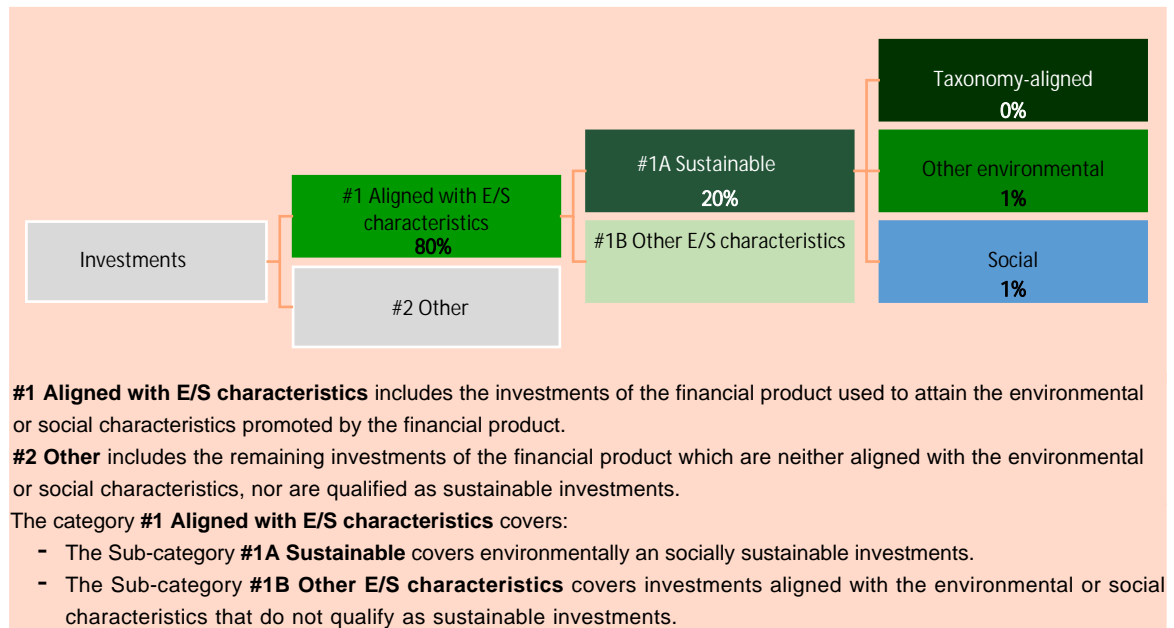 Investments
#1 Aligned with E/S
characteristics
80%
#2 Other
#1A Sustainable
20%
#1B Other E/S characteristics
Taxonomy-aligned
0%
Other environmental
1%
Social
1%
#1 Aligned with E/S characteristics includes the investments of the financial product used to attain the environmental
or social characteristics promoted by the financial product.
#2 Other includes the remaining investments of the financial product which are neither aligned with the environmental
or social characteristics, nor are qualified as sustainable investments.
The category #1 Aligned with E/S characteristics covers:
- The Sub-category #1A Sustainable covers environmentally an socially sustainable investments.
- The Sub-category #1B Other E/S characteristics covers investments aligned with the environmental or social
characteristics that do not qualify as sustainable investments.